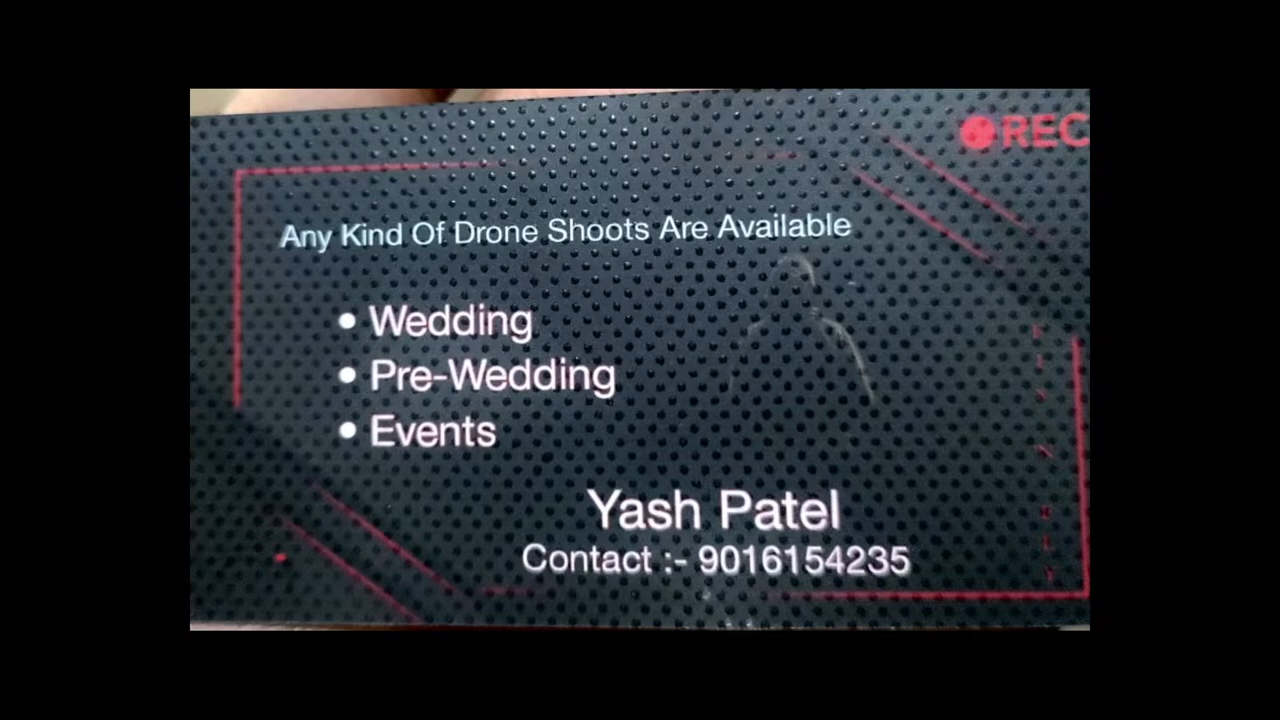 REC
Any Kind Of Drone Shoots Are Available
• Wedding
• Pre-Wedding
• Events
Yash Patel
Contact :- 9016154235